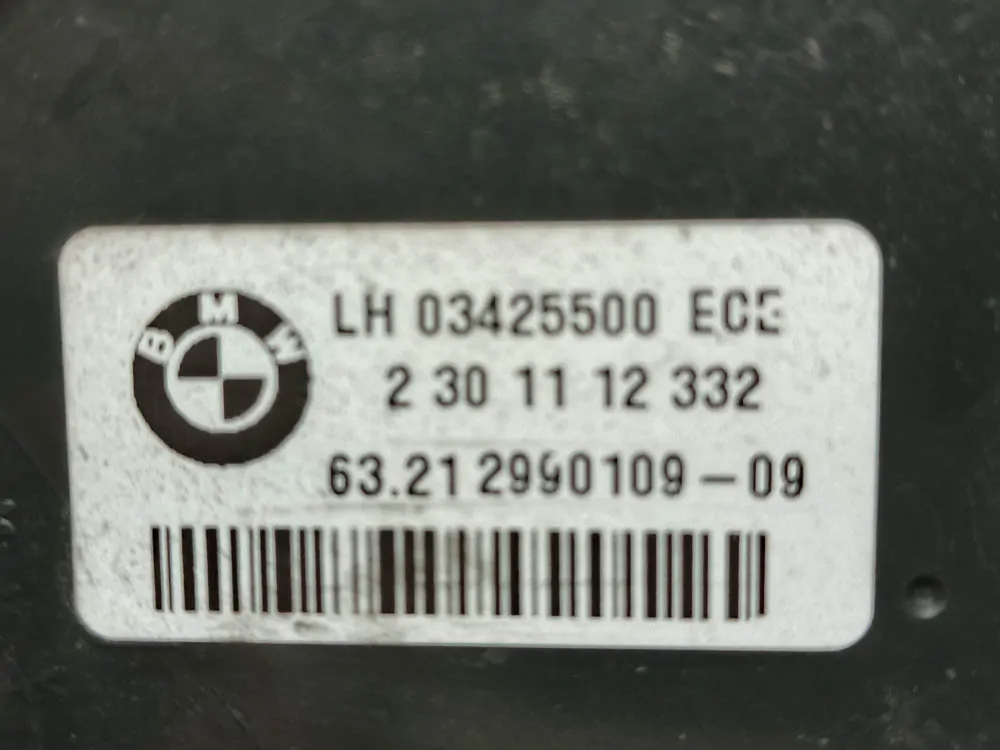 BMW
LH 03425500 ECE
2 30 11 12 332
63.21 2990109-09